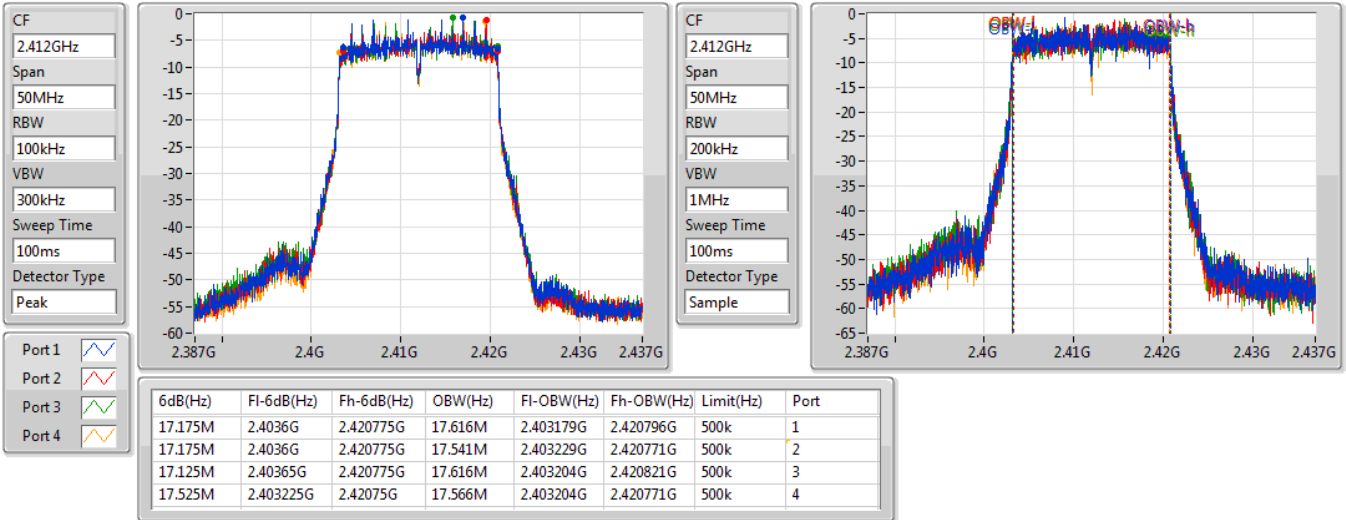 CF
2.412GHz
Span
50MHz
RBW
100kHz
VBW
300kHz
Sweep Time
100ms
Detector Type
Peak
0
-5
-10
-15
-20
-25
-30
-35
-40
-45
-50
-55
-60
2.387G 2.4G 2.41G 2.42G 2.43G 2.437G
CF
2.412GHz
Span
50MHz
RBW
200kHz
VBW
1MHz
Sweep Time
100ms
Detector Type
Sample
OBW-l OBW-h
0
-5
-10
-15
-20
-25
-30
-35
-40
-45
-50
-55
-60
-65
2.387G 2.4G 2.41G 2.42G 2.43G 2.437G
Port 1
Port 2
Port 3
Port 4
6dB(Hz) Fl-6dB(Hz) Fh-6dB(Hz) OBW(Hz) Fl-OBW(Hz) Fh-OBW(Hz) Limit(Hz) Port
17.175M 2.4036G 2.420775G 17.616M 2.403179G 2.420796G 500k 1
17.175M 2.4036G 2.420775G 17.541M 2.403229G 2.420771G 500k 2
17.125M 2.40365G 2.420775G 17.616M 2.403204G 2.420821G 500k 3
17.525M 2.403225G 2.42075G 17.566M 2.403204G 2.420771G 500k 4